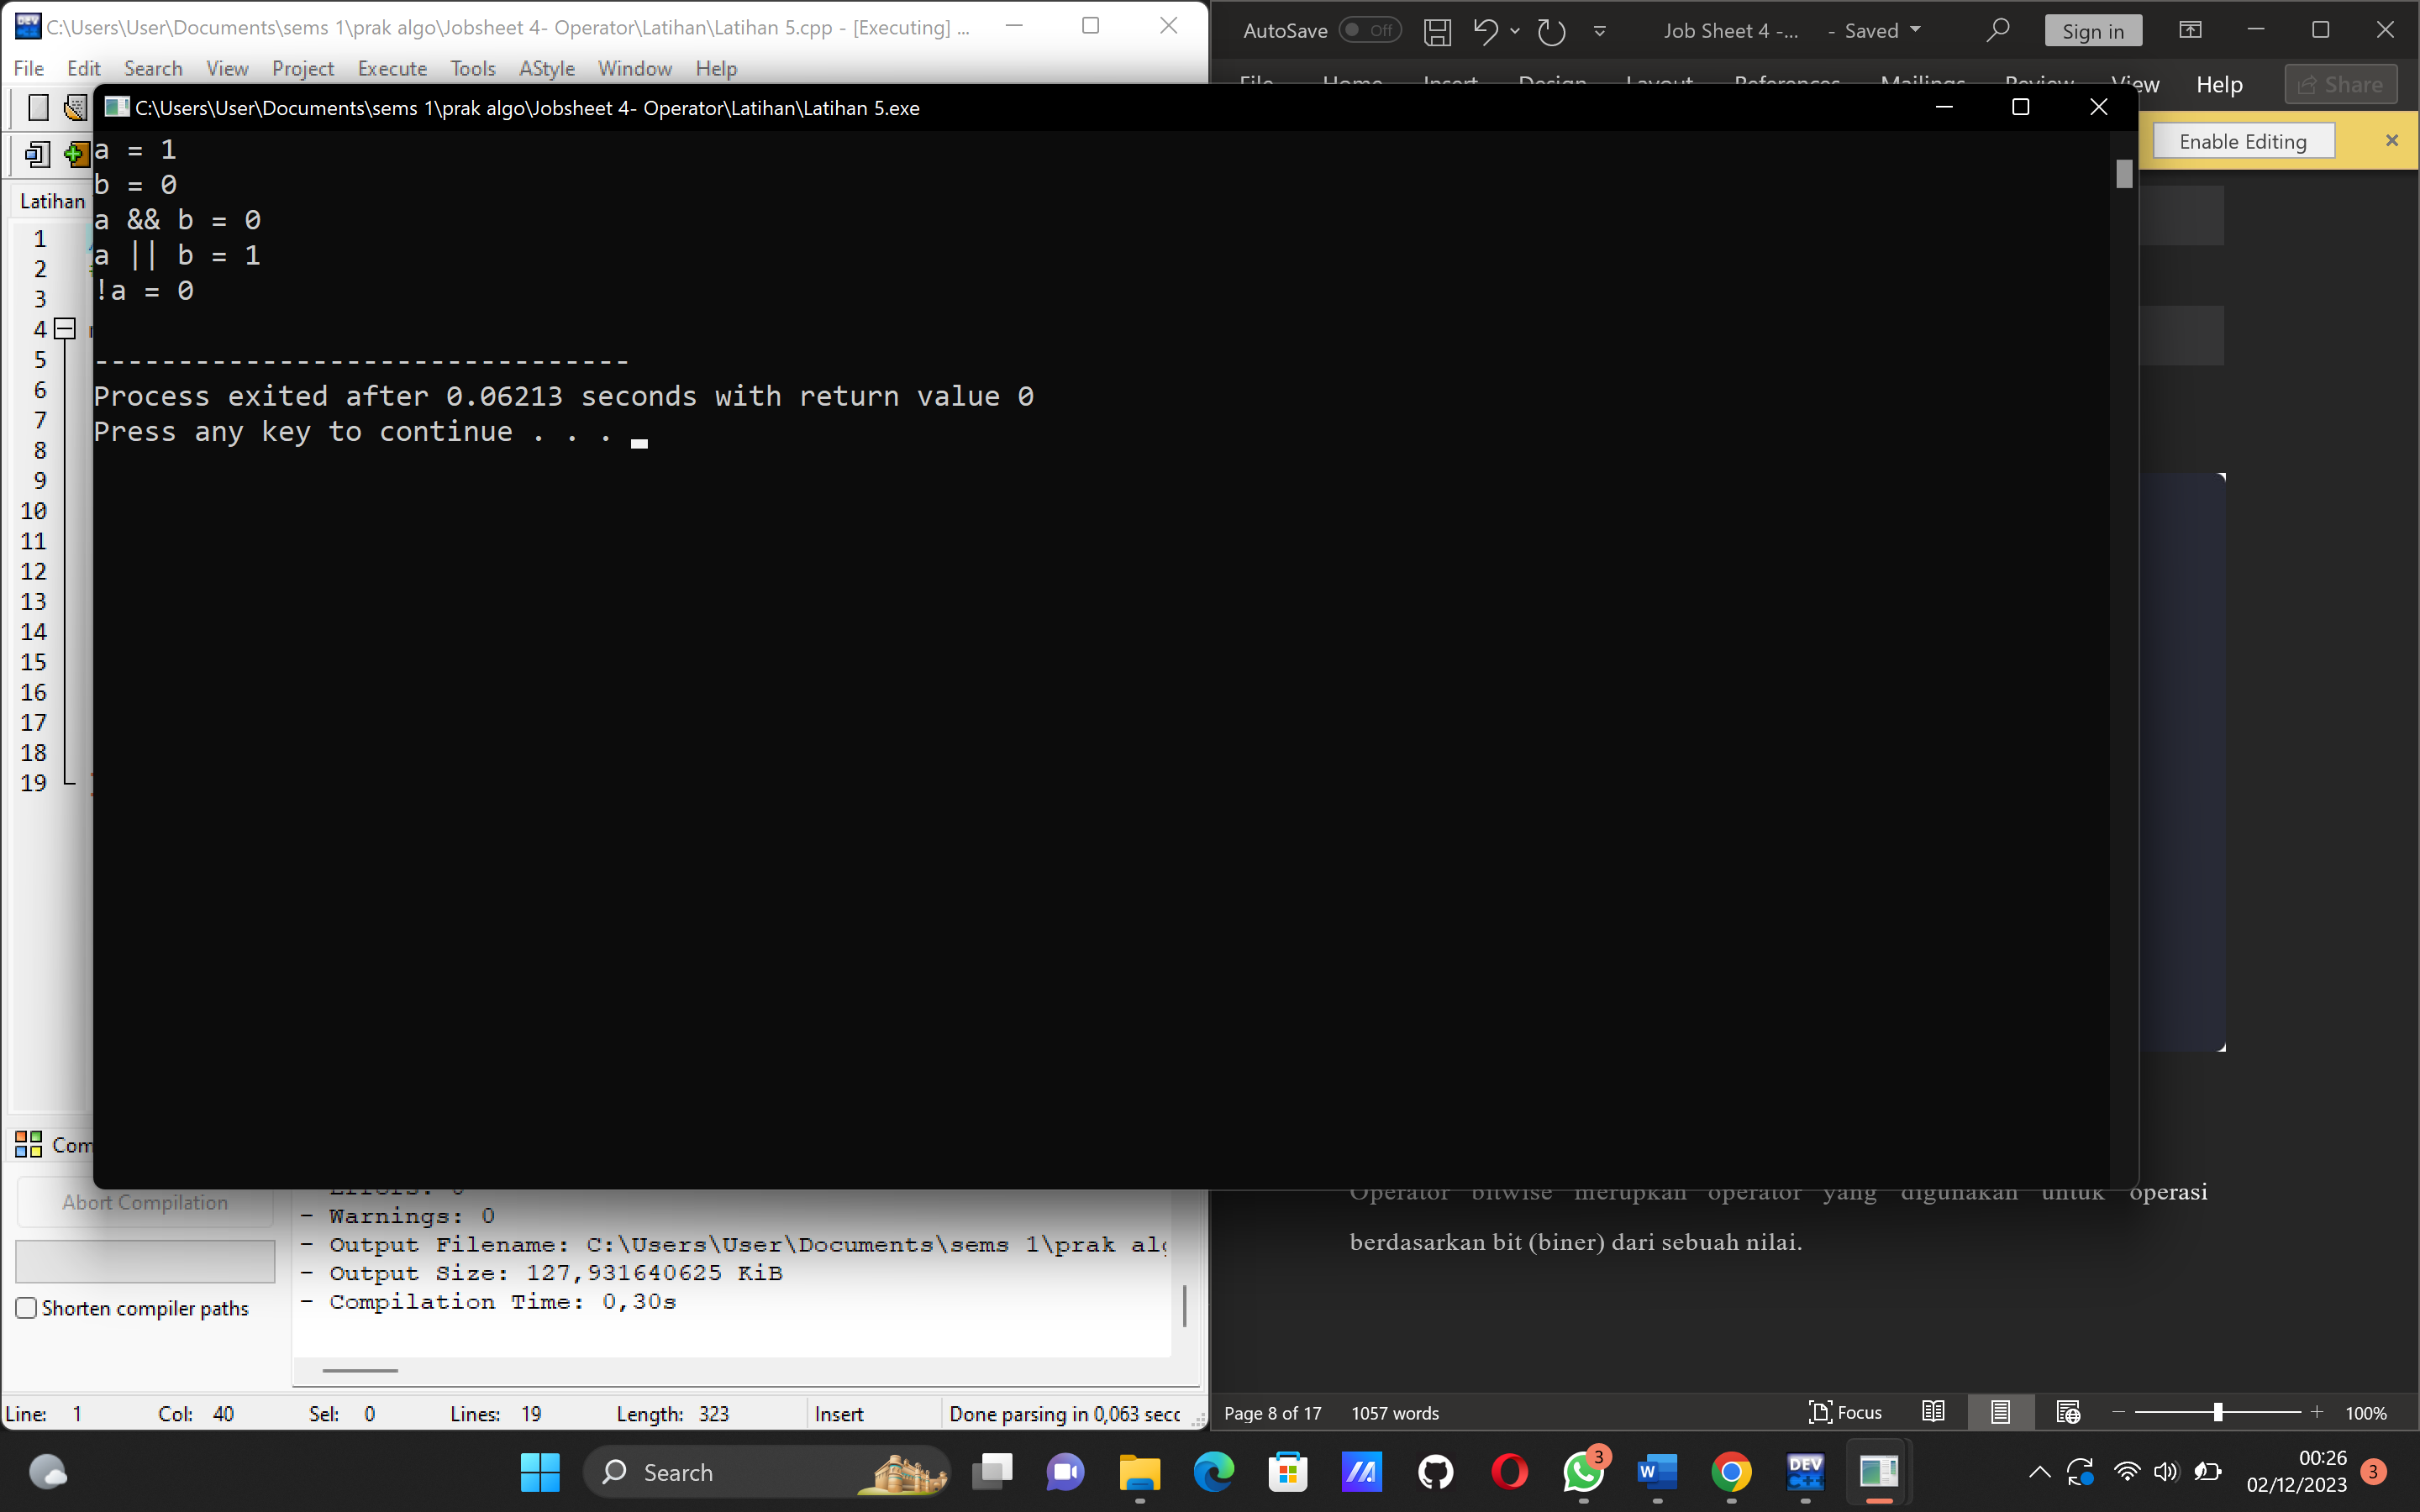 C:\Users\User\Documents\sems 1\prak algo\Jobsheet 4- Operator\Latihan\Latihan 5.cpp - [Executing] ...
File Edit Search View Project Execute Tools AStyle Window Help
Latihan
1
2
3
4
5
6
7
8
9
10
11
12
13
14
15
16
17
18
19
C:\Users\User\Documents\sems 1\prak algo\Jobsheet 4- Operator\Latihan\Latihan 5.exe
a = 1
b = 0
a && b = 0
a || b = 1
!a = 0
--------------------------------
Process exited after 0.06213 seconds with return value 0
Press any key to continue . . .
Com
Abort Compilation
Shorten compiler paths
- Errors: 0
- Warnings: 0
- Output Filename: C:\Users\User\Documents\sems 1\prak alg
- Output Size: 127,931640625 KiB
- Compilation Time: 0,30s
Line: 1 Col: 40 Sel: 0 Lines: 19 Length: 323 Insert Done parsing in 0,063 sec
AutoSave Off Job Sheet 4 -... - Saved Sign in
File Home Insert Design Layout References Mailings Review View Help Share
Enable Editing
Operator bitwise merupkan operator yang digunakan untuk operasi
berdasarkan bit (biner) dari sebuah nilai.
Page 8 of 17 1057 words Focus 100%
Search
DEV C++
3
W
00:26
02/12/2023
3